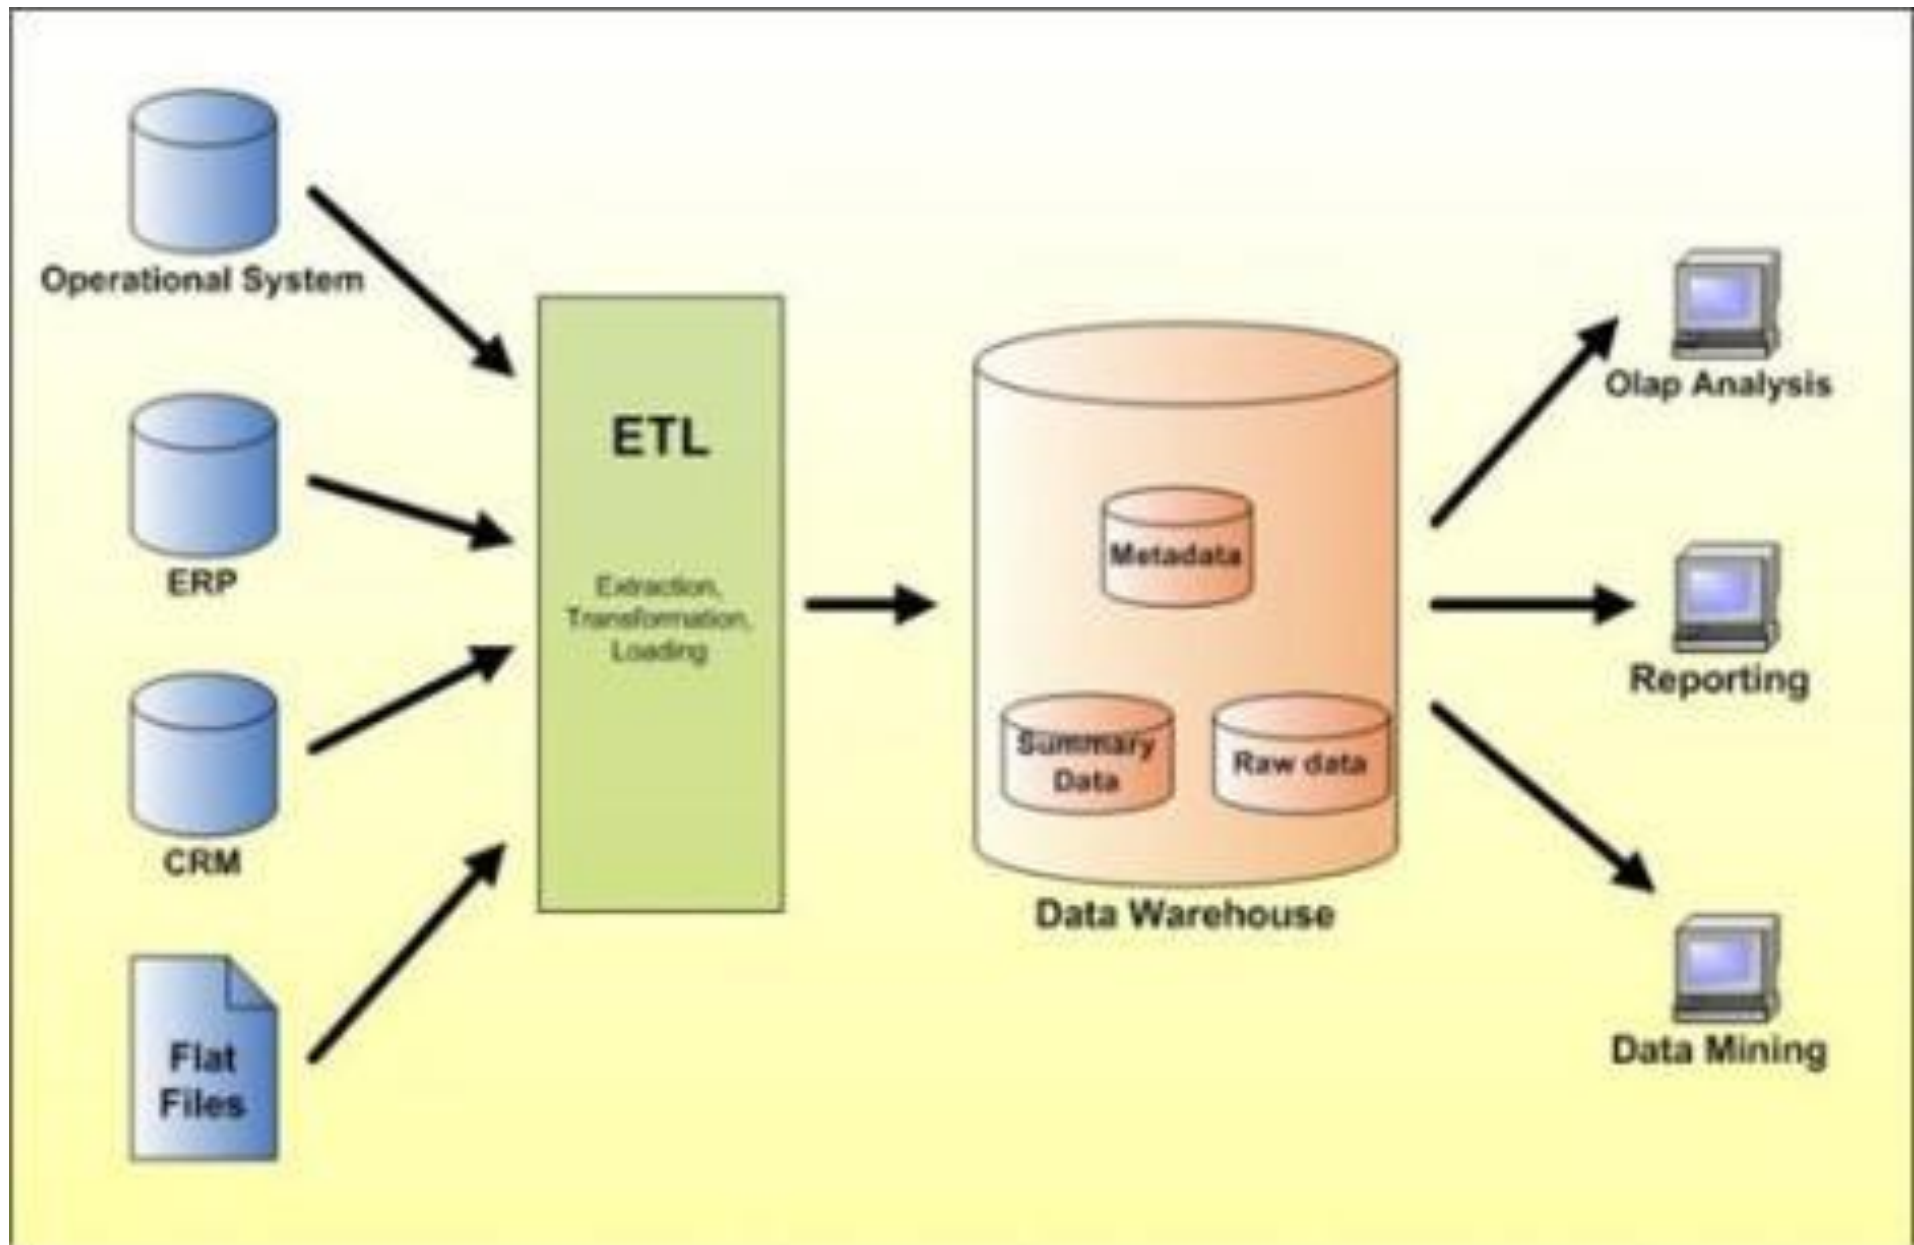 Operational System
ERP
CRM
Flat
Files
ETL
Extraction,
Transformation,
Loading
Metadata
Summary
Data
Raw data
Data Warehouse
Olap Analysis
Reporting
Data Mining